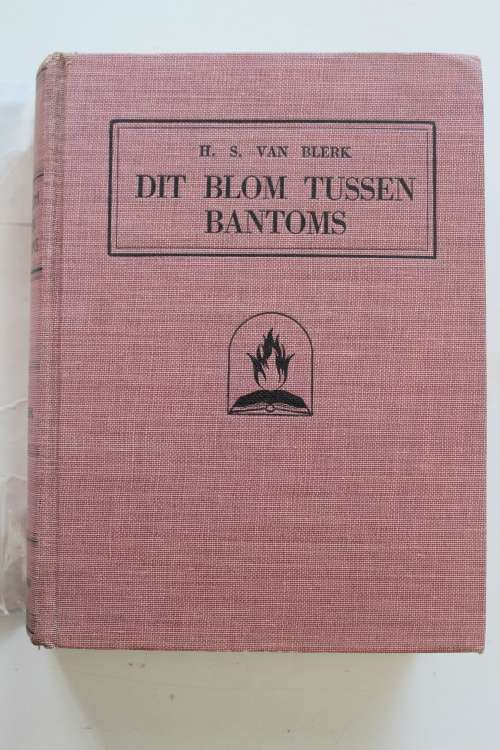 H. S. VAN BLERK
DIT BLOM TUSSEN
BANTOMS